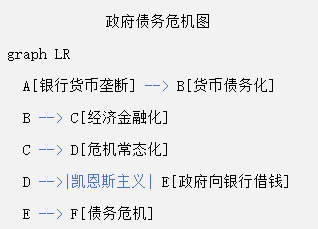 政府债务危机图
graph LR
A[银行货币垄断] --> B[货币债务化]
B --> C[经济金融化]
C --> D[危机常态化]
D -->|凯恩斯主义| E[政府向银行借钱]
E --> F[债务危机]